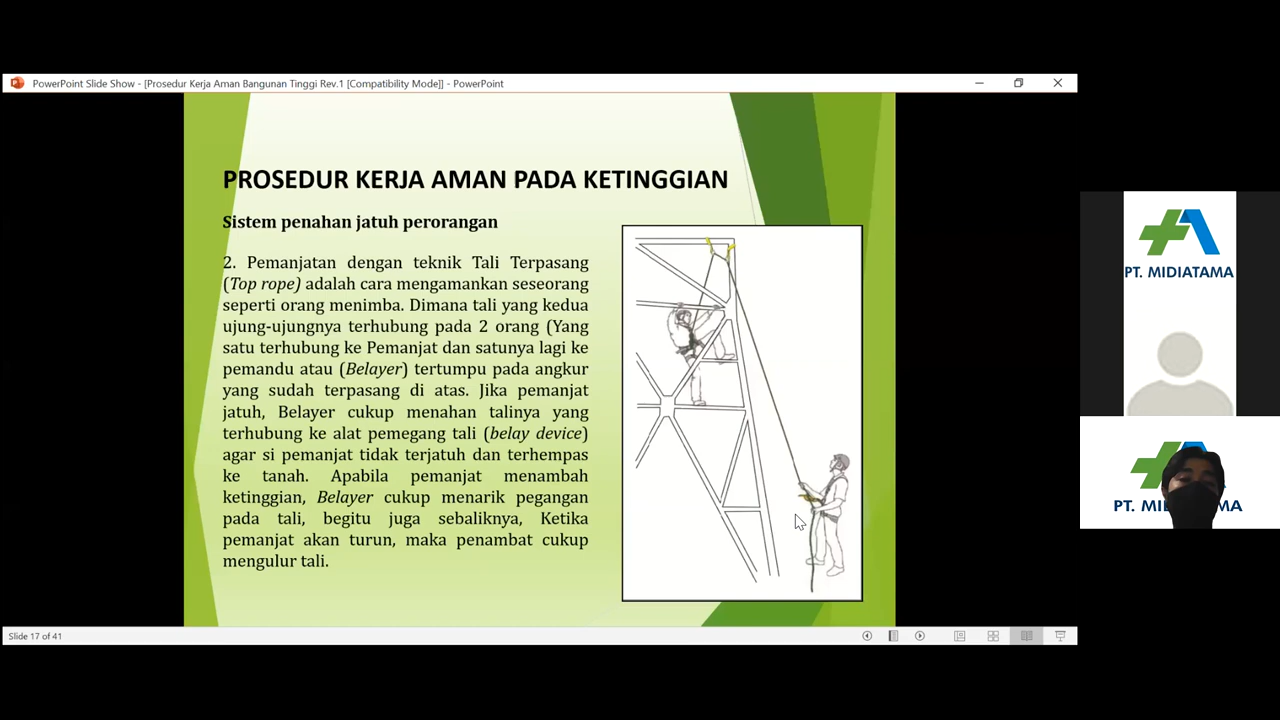 PowerPoint Slide Show - [Prosedur Kerja Aman Bangunan Tinggi Rev.1 [Compatibility Mode]] - PowerPoint
PROSEDUR KERJA AMAN PADA KETINGGIAN
Sistem penahan jatuh perorangan
2. Pemanjatan dengan teknik Tali Terpasang
(Top rope) adalah cara mengamankan seseorang
seperti orang menimba. Dimana tali yang kedua
ujung-ujungnya terhubung pada 2 orang (Yang
satu terhubung ke Pemanjat dan satunya lagi ke
pemandu atau (Belayer) tertumpu pada angkur
yang sudah terpasang di atas. Jika pemanjat
jatuh, Belayer cukup menahan talinya yang
terhubung ke alat pemegang tali (belay device)
agar si pemanjat tidak terjatuh dan terhempas
ke tanah. Apabila pemanjat menambah
ketinggian, Belayer cukup menarik pegangan
pada tali, begitu juga sebaliknya, Ketika
pemanjat akan turun, maka penambat cukup
mengulur tali.
Slide 17 of 41
PT. MIDIATAMA
PT. MI
MA